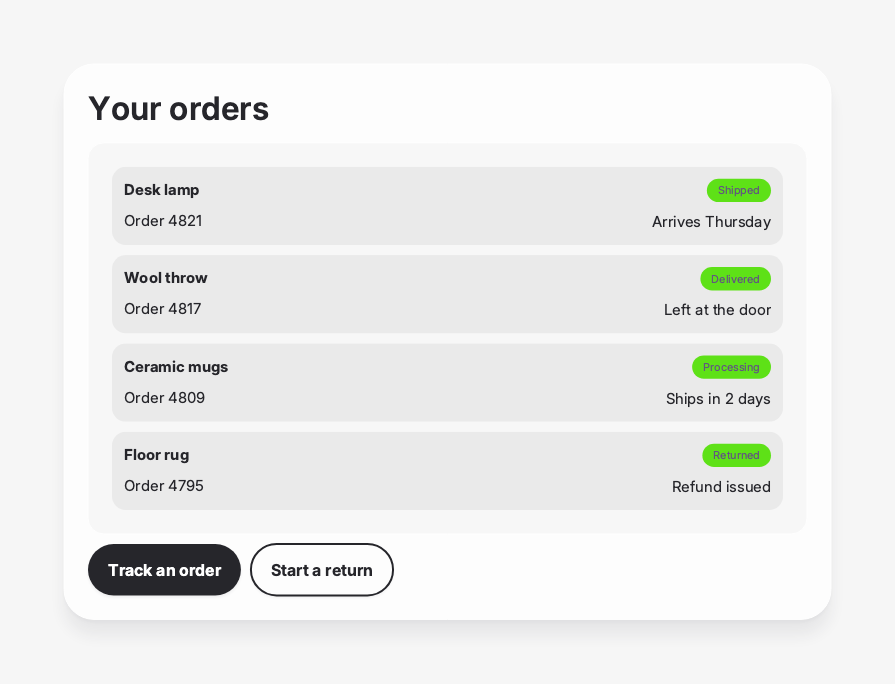 Your orders
Desk lamp
Shipped
Order 4821
Arrives Thursday
Wool throw
Delivered
Order 4817
Left at the door
Ceramic mugs
Processing
Order 4809
Ships in 2 days
Floor rug
Returned
Order 4795
Refund issued
Track an order
Start a return